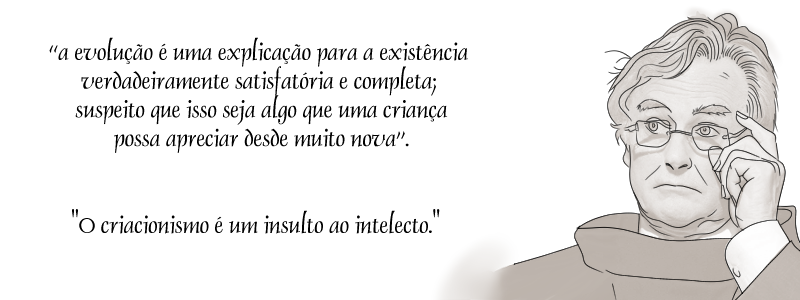 “a evolução é uma explicação para a existência
verdadeiramente satisfatória e completa;
suspeito que isso seja algo que uma criança
possa apreciar desde muito nova”.
"O criacionismo é um insulto ao intelecto."